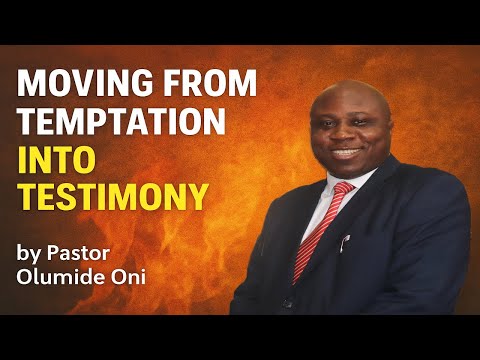 MOVING FROM
TEMPTATION
INTO
TESTIMONY
by Pastor
Olumide Oni